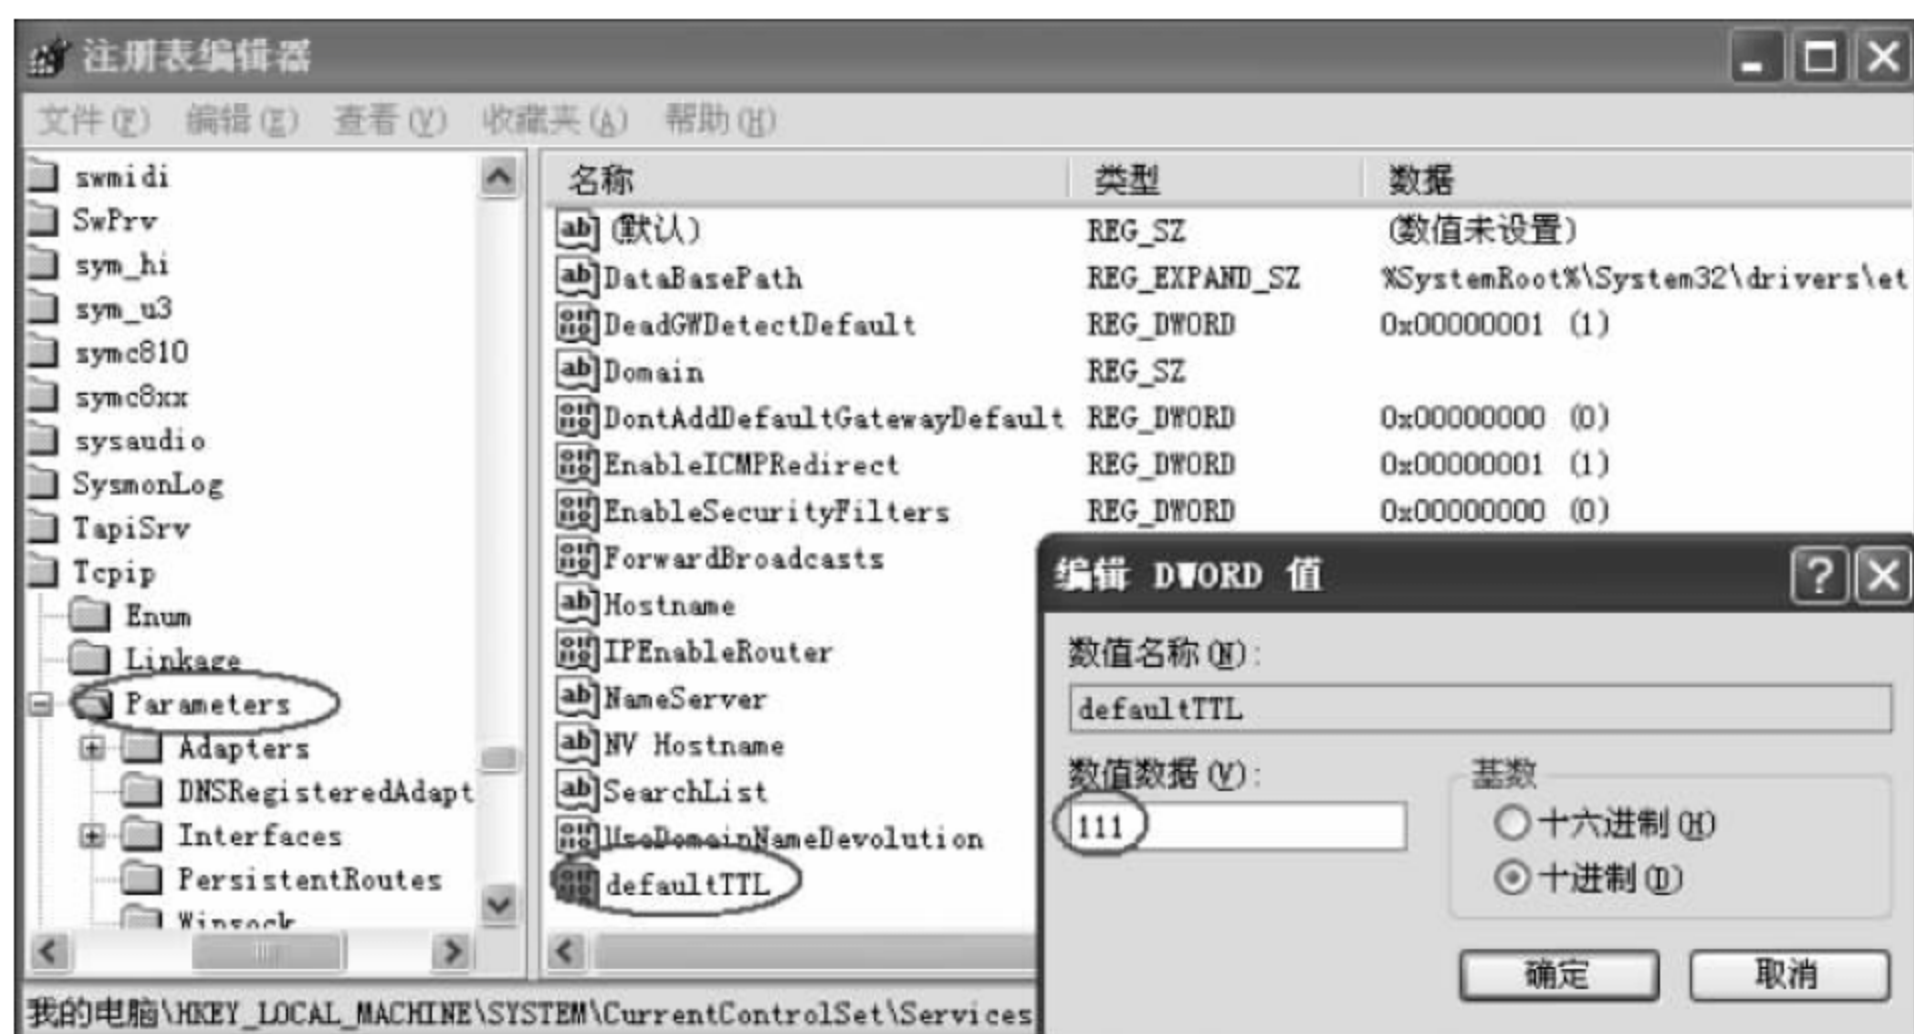 注册表编辑器
文件(F) 编辑(E) 查看(V) 收藏夹(A) 帮助(H)
swmidi
SwPrv
sym_hi
sym_u3
symc810
symc8xx
sysaudio
SysmonLog
TapiSrv
Tcpip
Enum
Linkage
Parameters
Adapters
DNSRegisteredAdapt
Interfaces
PersistentRoutes
Winsock
名称 类型 数据
(默认) REG_SZ (数值未设置)
DataBasePath REG_EXPAND_SZ %SystemRoot%\System32\drivers\et
DeadGWDetectDefault REG_DWORD 0x00000001 (1)
Domain REG_SZ
DontAddDefaultGatewayDefault REG_DWORD 0x00000000 (0)
EnableICMPRedirect REG_DWORD 0x00000001 (1)
EnableSecurityFilters REG_DWORD 0x00000000 (0)
ForwardBroadcasts
Hostname
IPEnableRouter
NameServer
NV Hostname
SearchList
UseDomainNameDevolution
defaultTTL
编辑 DWORD 值
数值名称(N):
defaultTTL
数值数据(V):
111
基数
十六进制(H)
十进制(D)
确定 取消
我的电脑\HKEY_LOCAL_MACHINE\SYSTEM\CurrentControlSet\Services